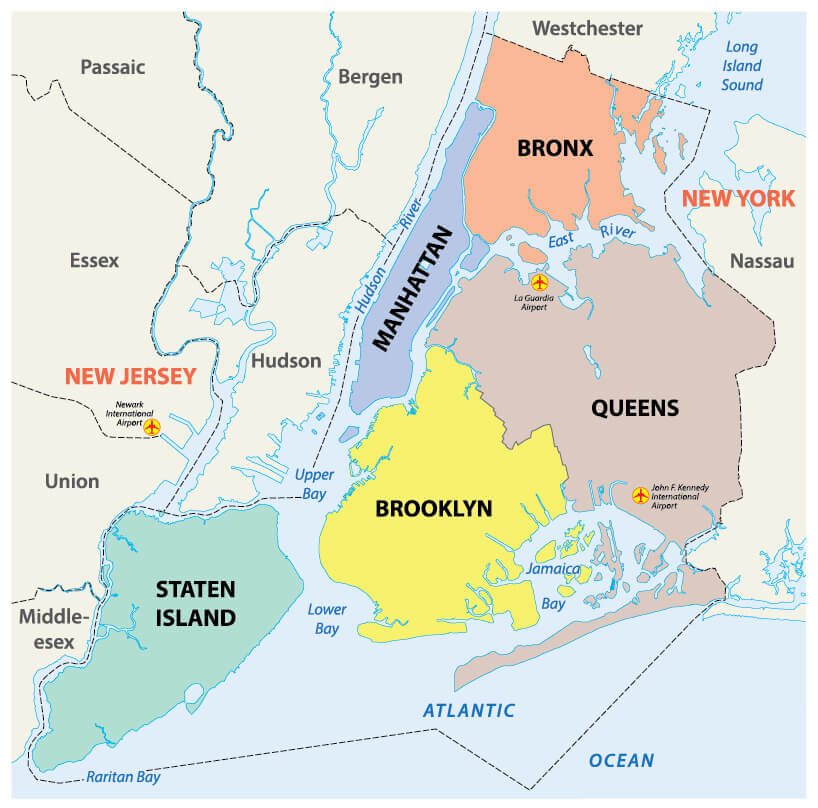 Westchester
Passaic
Bergen
Long
Island
Sound
BRONX
NEW YORK
Hudson River
East River
Essex
Nassau
La Guardia
Airport
MANHATTAN
Hudson
NEW JERSEY
Newark
International
Airport
QUEENS
Union
Upper
Bay
John F. Kennedy
International
Airport
BROOKLYN
Jamaica
Bay
STATEN
ISLAND
Lower
Bay
Middle-
esex
ATLANTIC
OCEAN
Raritan Bay